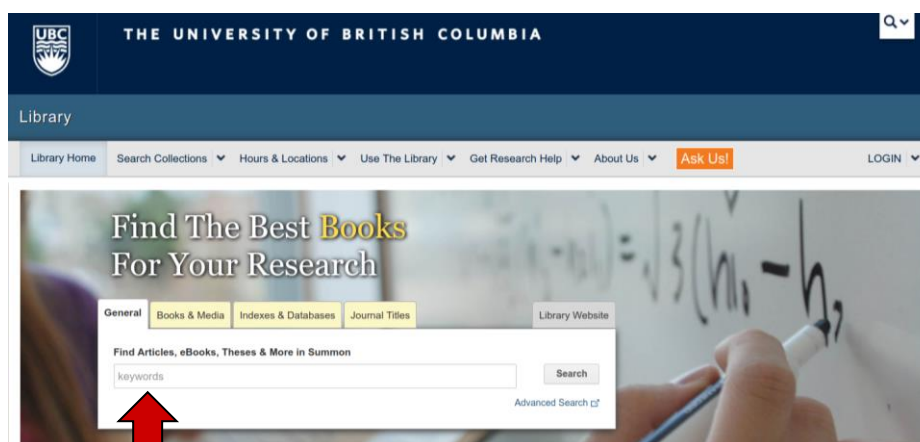 UBC
THE UNIVERSITY OF BRITISH COLUMBIA
Library
Library Home Search Collections Hours & Locations Use The Library Get Research Help About Us Ask Us! LOGIN
Find The Best Books
For Your Research
General Books & Media Indexes & Databases Journal Titles Library Website
Find Articles, eBooks, Theses & More in Summon
keywords Search
Advanced Search